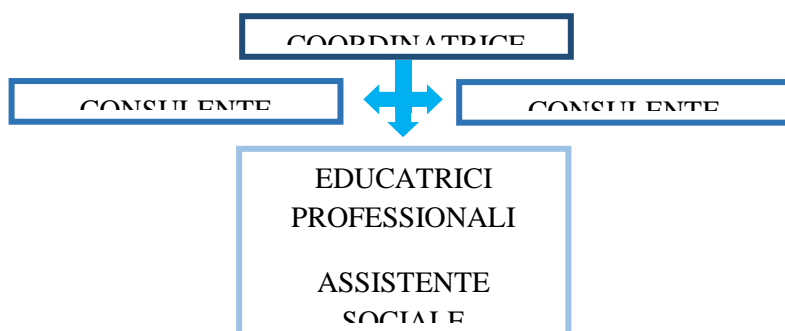 COORDINATRICE
CONSULENTE
CONSULENTE
EDUCATRICI
PROFESSIONALI
ASSISTENTE
SOCIALE